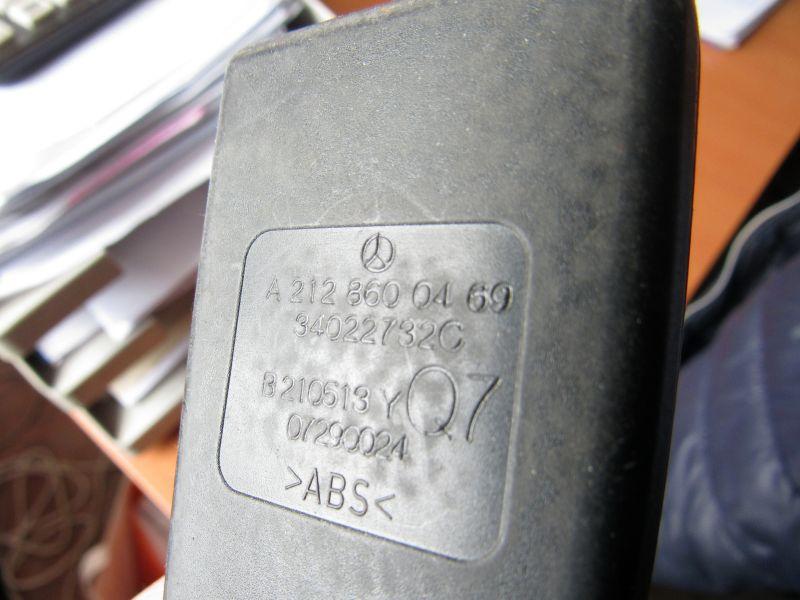 A 212 860 04 69
34022732C
B 210513 Y Q7
07290024
>ABS<